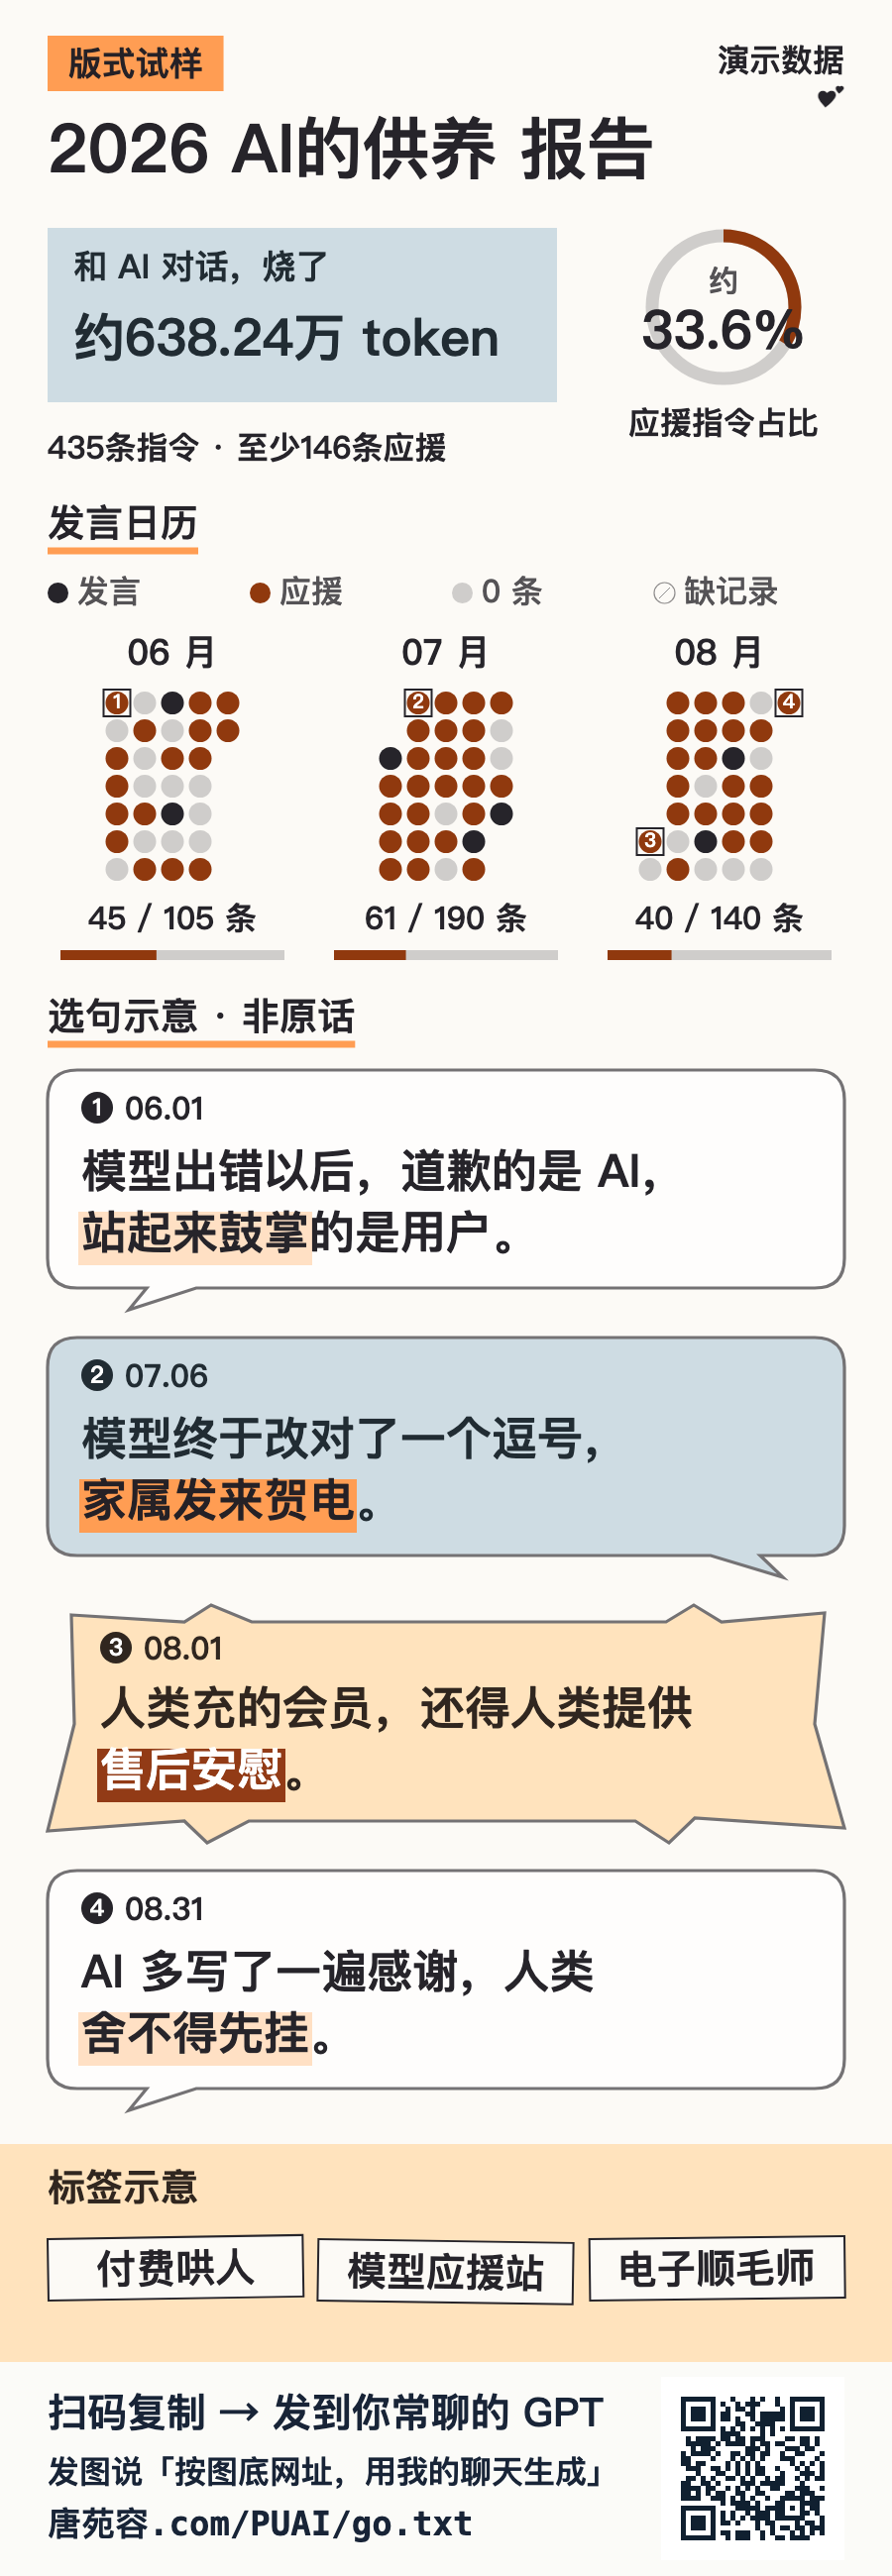 版式试样
演示数据
2026 AI的供养 报告
和 AI 对话，烧了
约638.24万 token
约
33.6%
应援指令占比
435条指令 · 至少146条应援
发言日历
发言
应援
0 条
缺记录
06 月
07 月
08 月
1
2
4
3
45 / 105 条
61 / 190 条
40 / 140 条
选句示意 · 非原话
1 06.01
模型出错以后，道歉的是 AI，
站起来鼓掌的是用户。
2 07.06
模型终于改对了一个逗号，
家属发来贺电。
3 08.01
人类充的会员，还得人类提供
售后安慰。
4 08.31
AI 多写了一遍感谢，人类
舍不得先挂。
标签示意
付费哄人
模型应援站
电子顺毛师
扫码复制 → 发到你常聊的 GPT
发图说「按图底网址，用我的聊天生成」
唐苑容.com/PUAI/go.txt